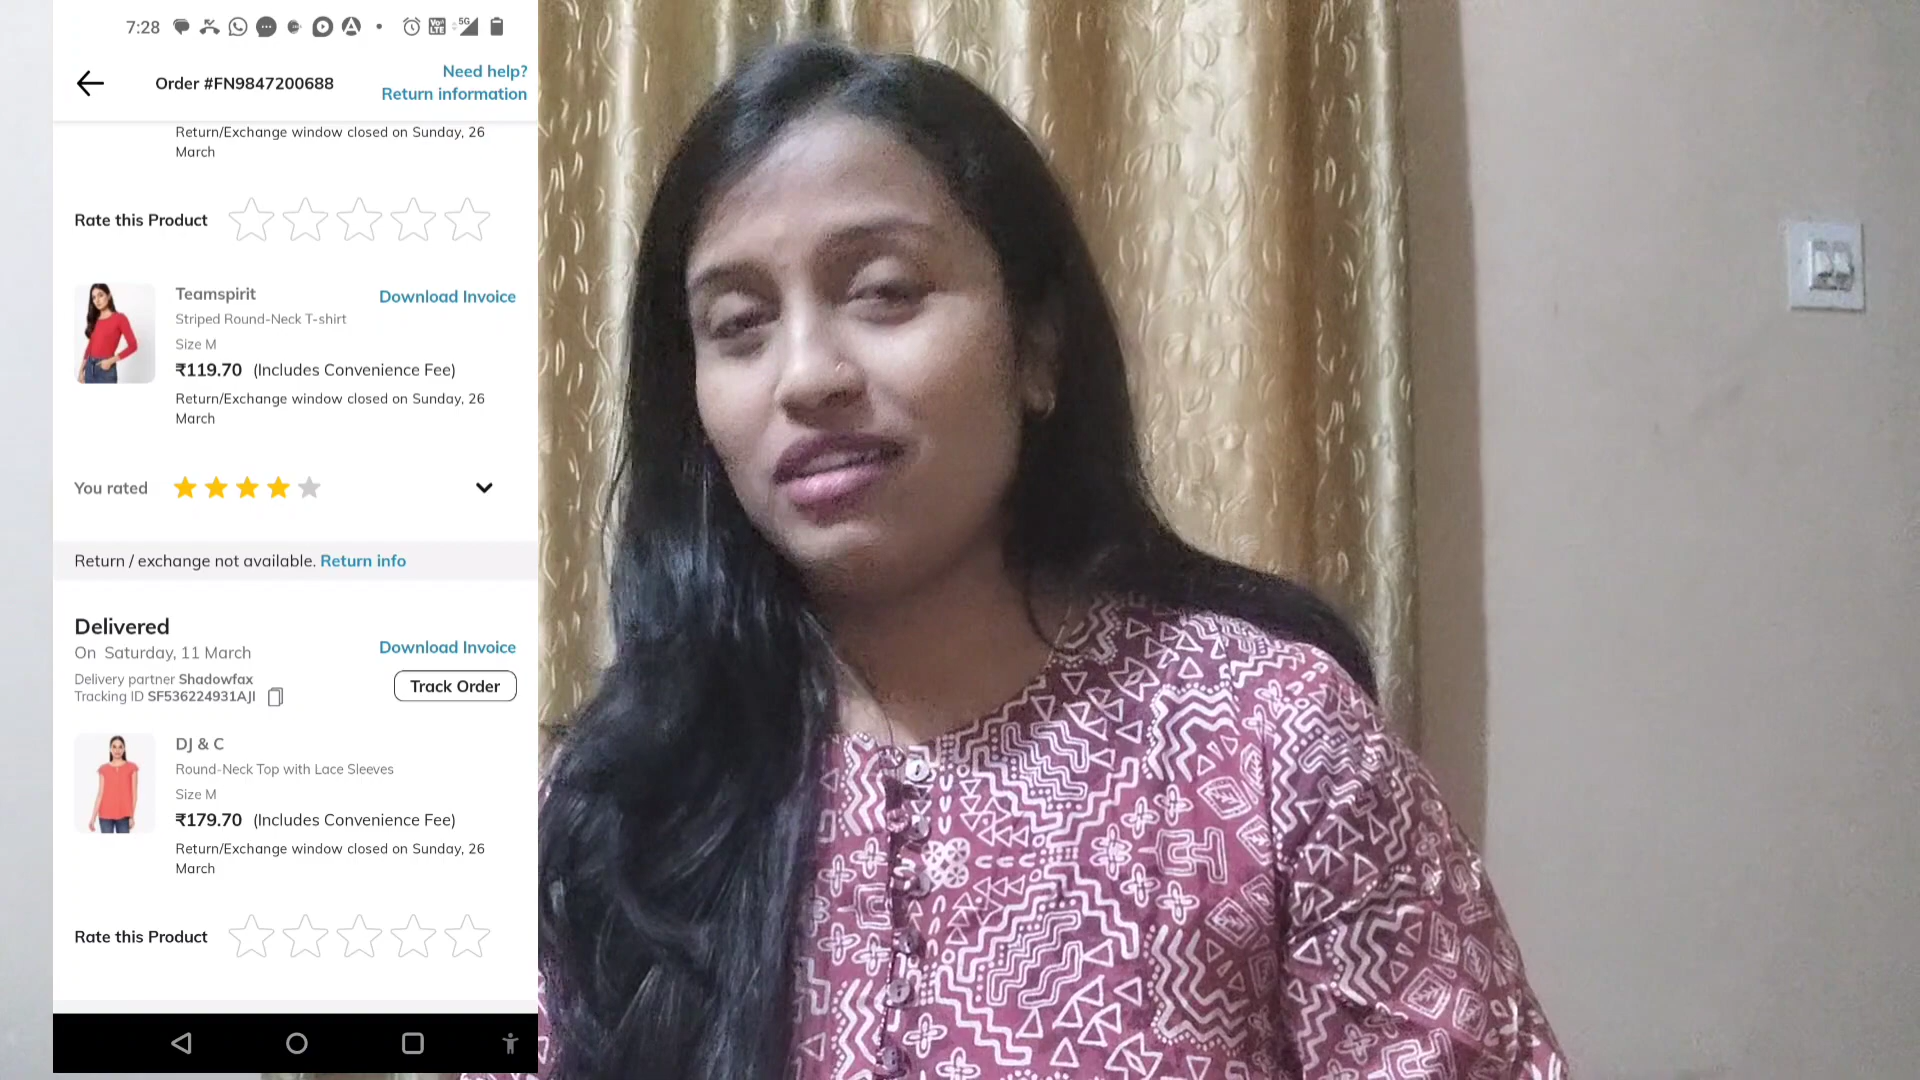 7:28
Vo
LTE
5G
Order #FN9847200688
Need help?
Return information
Return/Exchange window closed on Sunday, 26
March
Rate this Product
Teamspirit
Download Invoice
Striped Round-Neck T-shirt
Size M
₹119.70 (Includes Convenience Fee)
Return/Exchange window closed on Sunday, 26
March
You rated
Return / exchange not available. Return info
Delivered
On Saturday, 11 March
Download Invoice
Delivery partner Shadowfax
Tracking ID SF536224931AJI
Track Order
DJ & C
Round-Neck Top with Lace Sleeves
Size M
₹179.70 (Includes Convenience Fee)
Return/Exchange window closed on Sunday, 26
March
Rate this Product